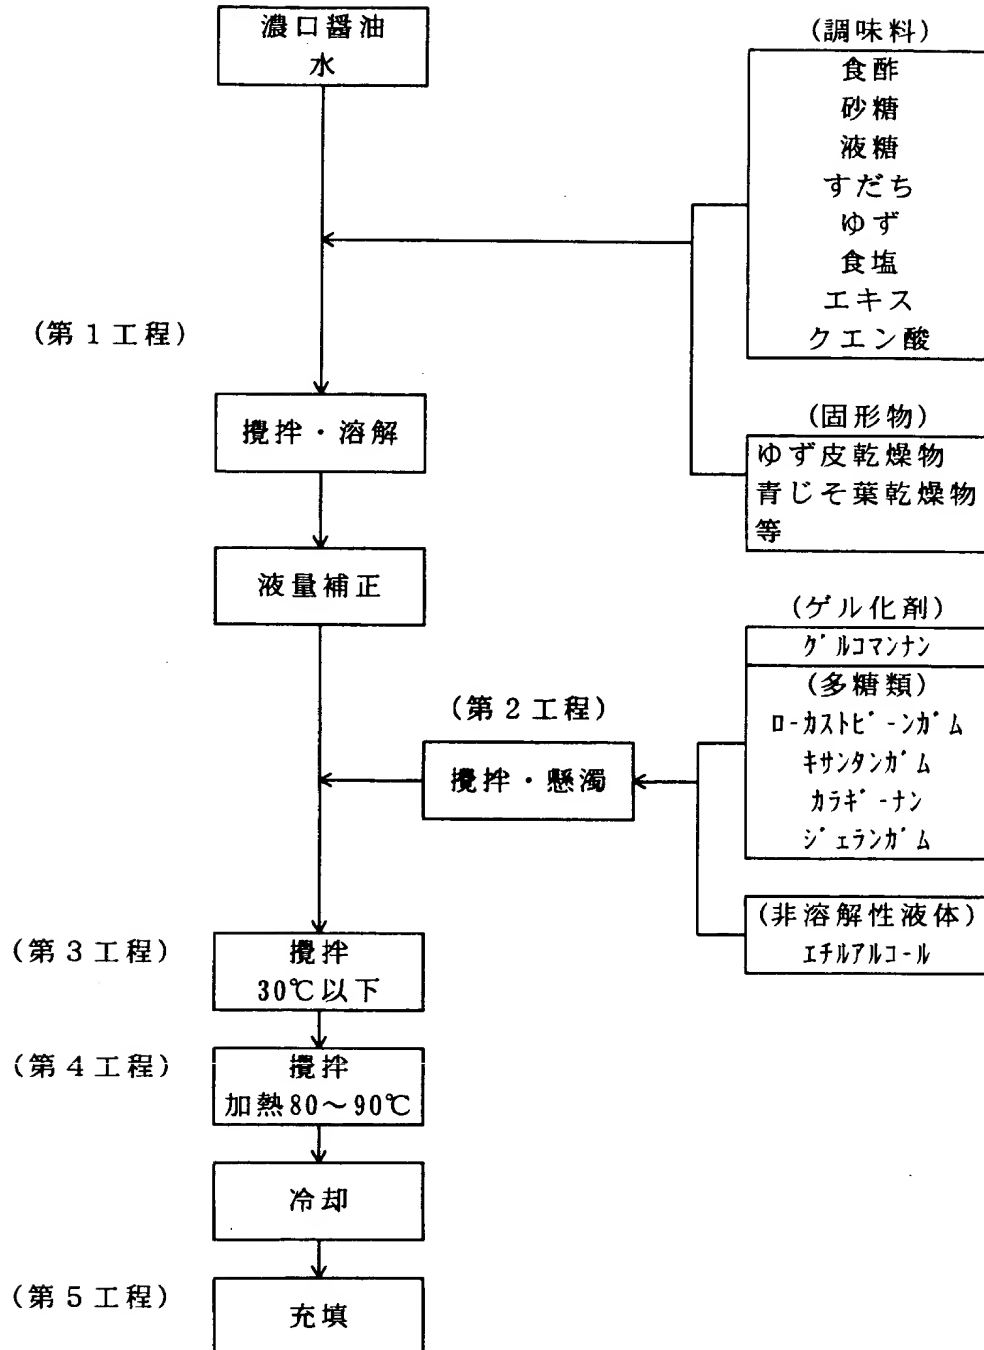 濃口醤油
水
(調味料)
食酢
砂糖
液糖
すだち
ゆず
食塩
エキス
クエン酸
(第1工程)
攪拌・溶解
(固形物)
ゆず皮乾燥物
青じそ葉乾燥物
等
液量補正
(ゲル化剤)
グルコマンナン
(多糖類)
ローカストビーンガム
キサンタンガム
カラギーナン
ジェランガム
(第2工程)
攪拌・懸濁
(非溶解性液体)
エチルアルコール
(第3工程)
攪拌
30℃以下
(第4工程)
攪拌
加熱80～90℃
冷却
(第5工程)
充填